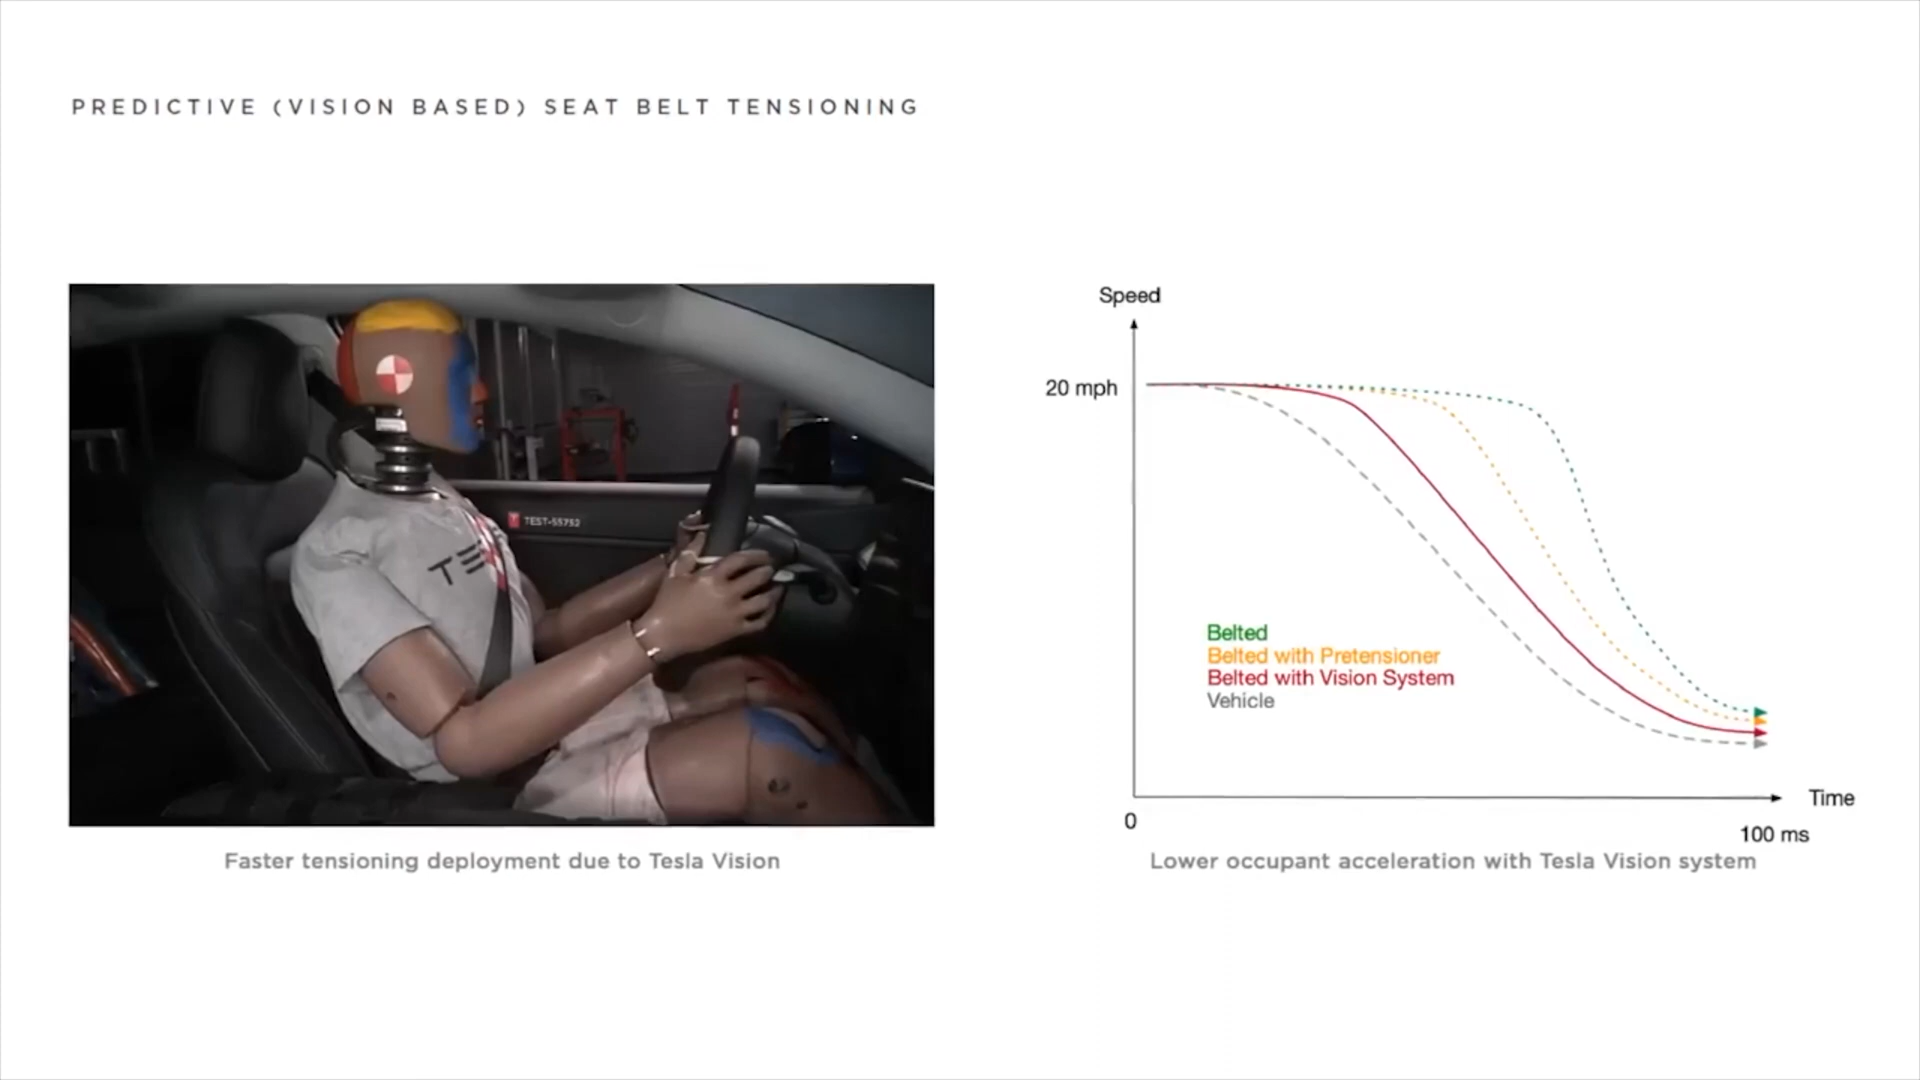 PREDICTIVE (VISION BASED) SEAT BELT TENSIONING
TE
TEST-55752
Faster tensioning deployment due to Tesla Vision
Speed
20 mph
Belted
Belted with Pretensioner
Belted with Vision System
Vehicle
Time
0
100 ms
Lower occupant acceleration with Tesla Vision system